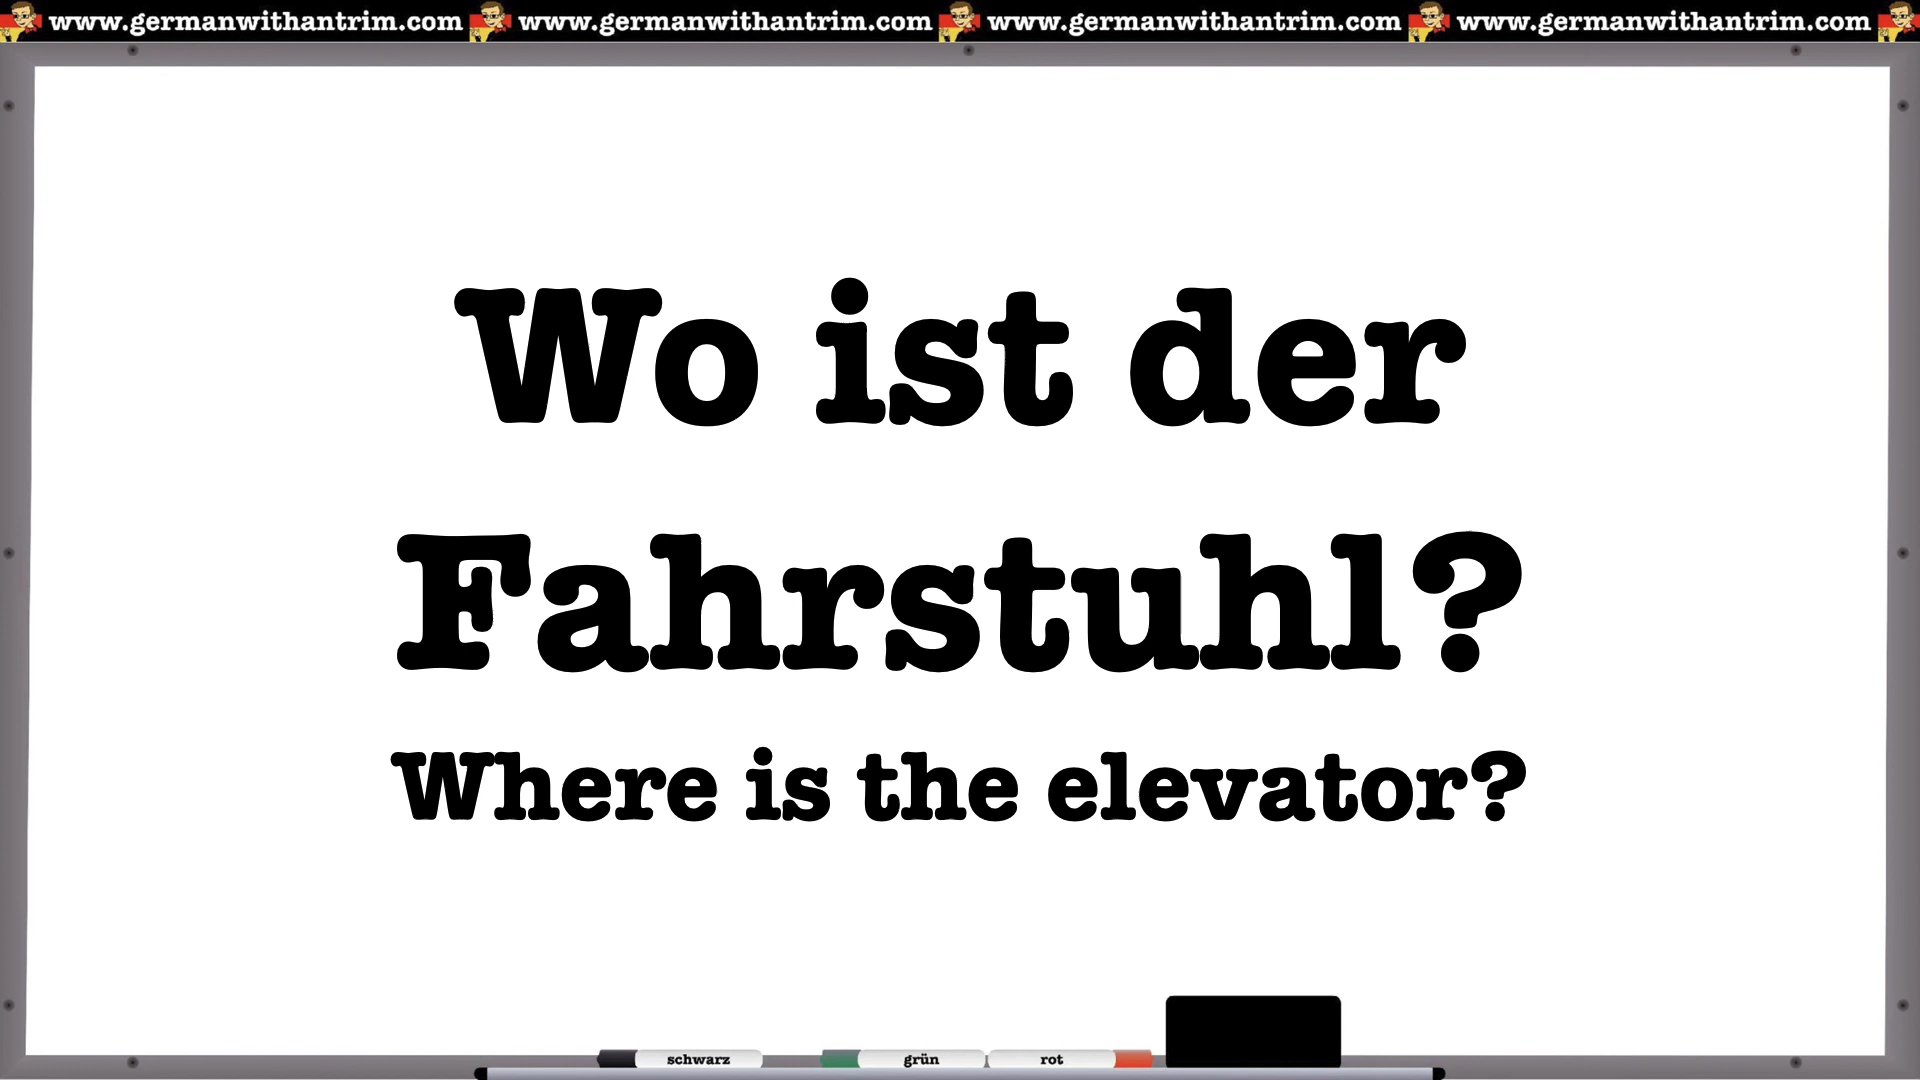 www.germanwithantrim.com www.germanwithantrim.com www.germanwithantrim.com www.germanwithantrim.com
Wo ist der
Fahrstuhl?
Where is the elevator?
schwarz grün rot